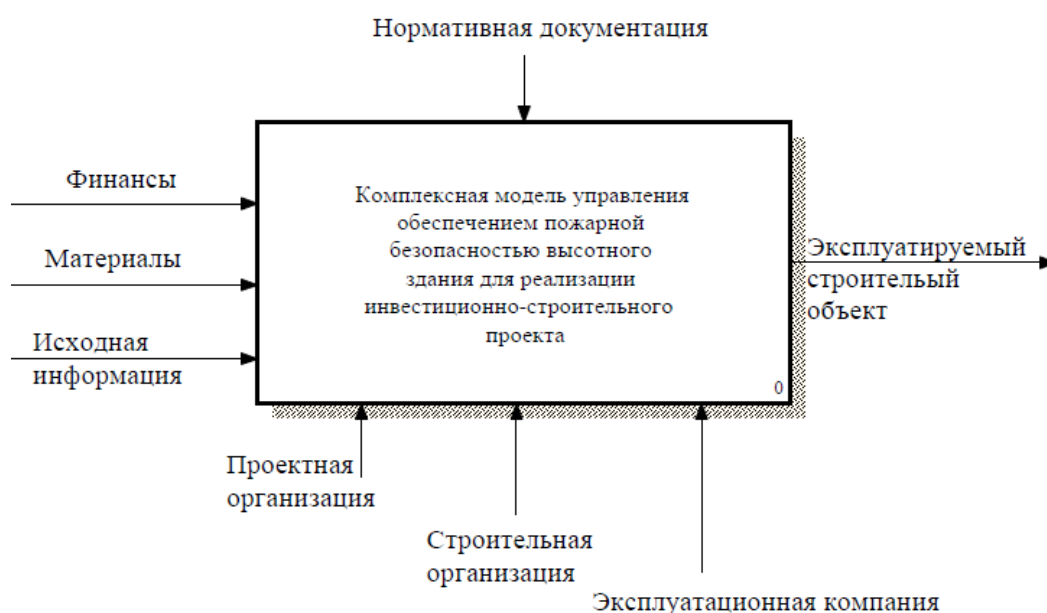 Нормативная документация
Финансы
Материалы
Исходная
информация
Комплексная модель управления
обеспечением пожарной
безопасностью высотного
здания для реализации
инвестиционно-строительного
проекта
0
Эксплуатируемый
строительый
объект
Проектная
организация
Строительная
организация
Эксплуатационная компания